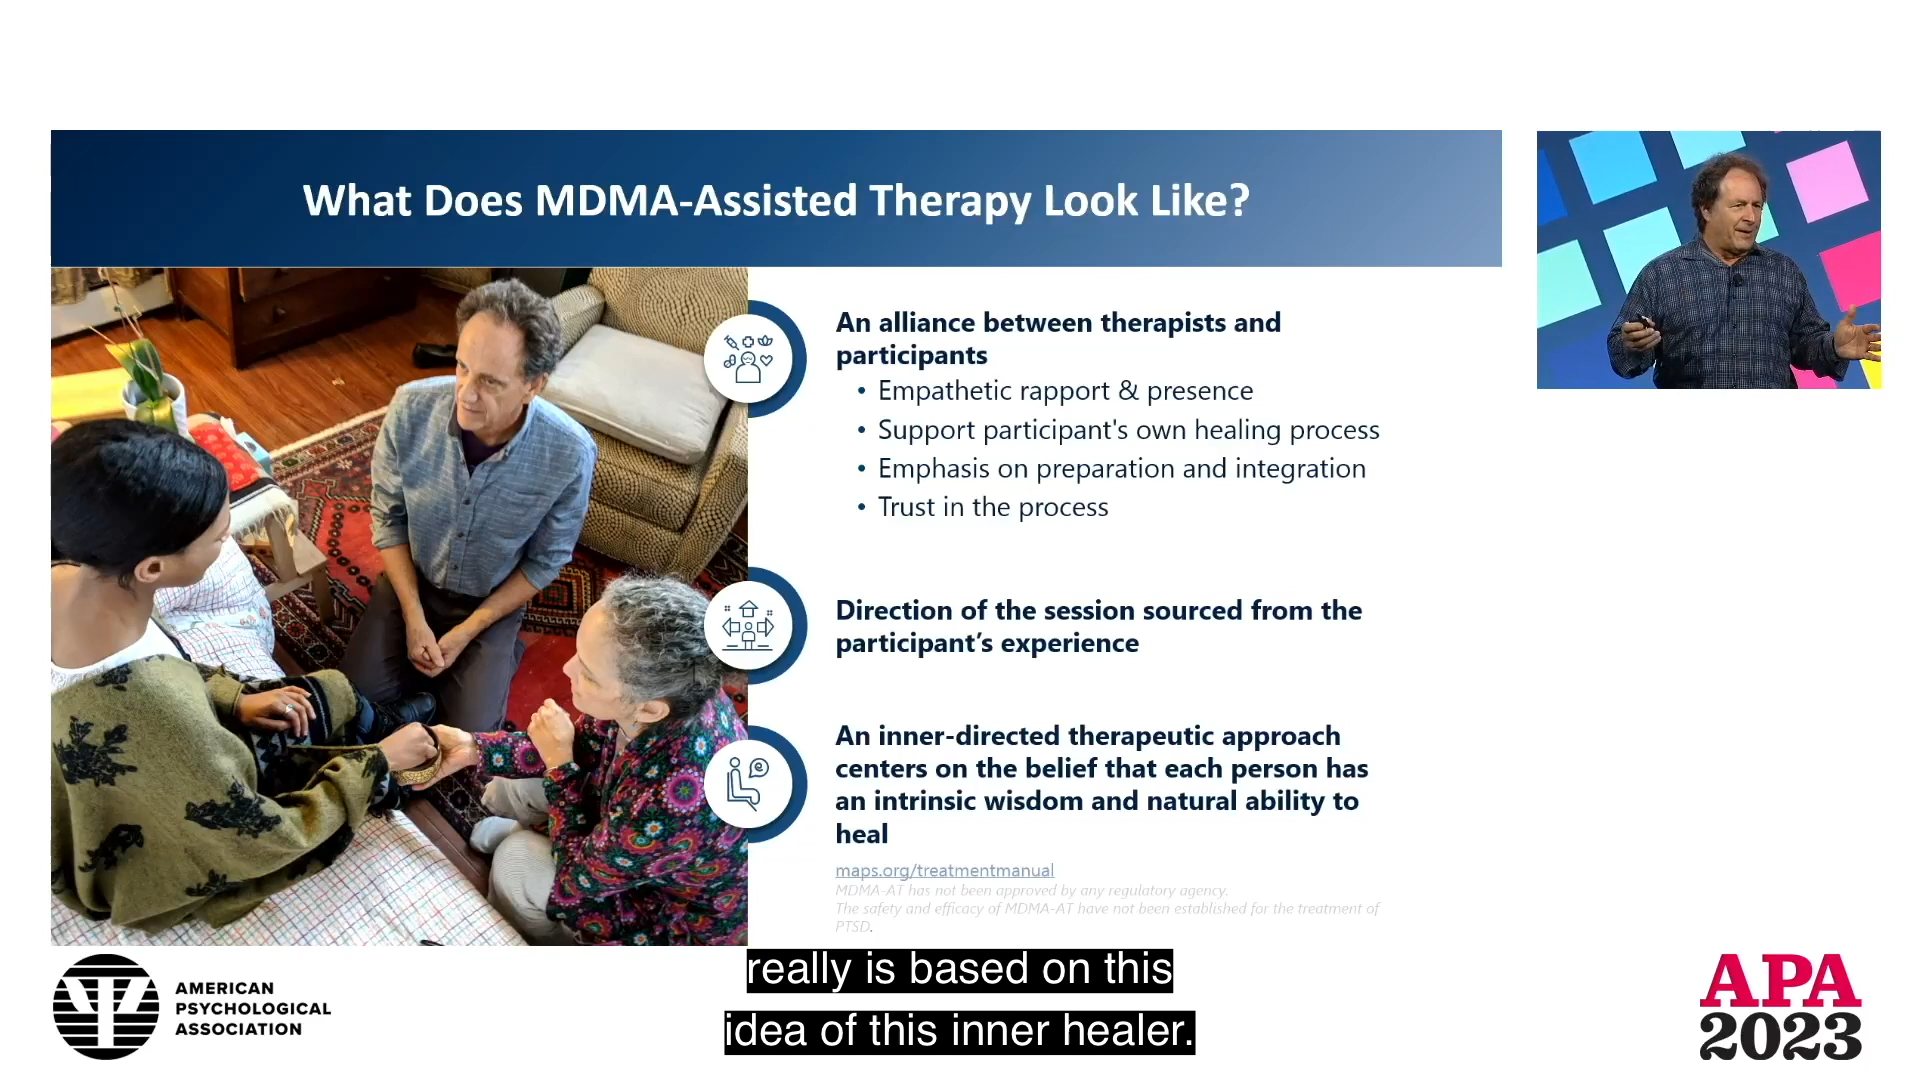 What Does MDMA-Assisted Therapy Look Like?
An alliance between therapists and
participants
• Empathetic rapport & presence
• Support participant's own healing process
• Emphasis on preparation and integration
• Trust in the process
Direction of the session sourced from the
participant’s experience
An inner-directed therapeutic approach
centers on the belief that each person has
an intrinsic wisdom and natural ability to
heal
maps.org/treatmentmanual
MDMA-AT has not been approved by any regulatory agency.
The safety and efficacy of MDMA-AT have not been established for the treatment of
PTSD.
really is based on this
idea of this inner healer.
AMERICAN
PSYCHOLOGICAL
ASSOCIATION
APA
2023